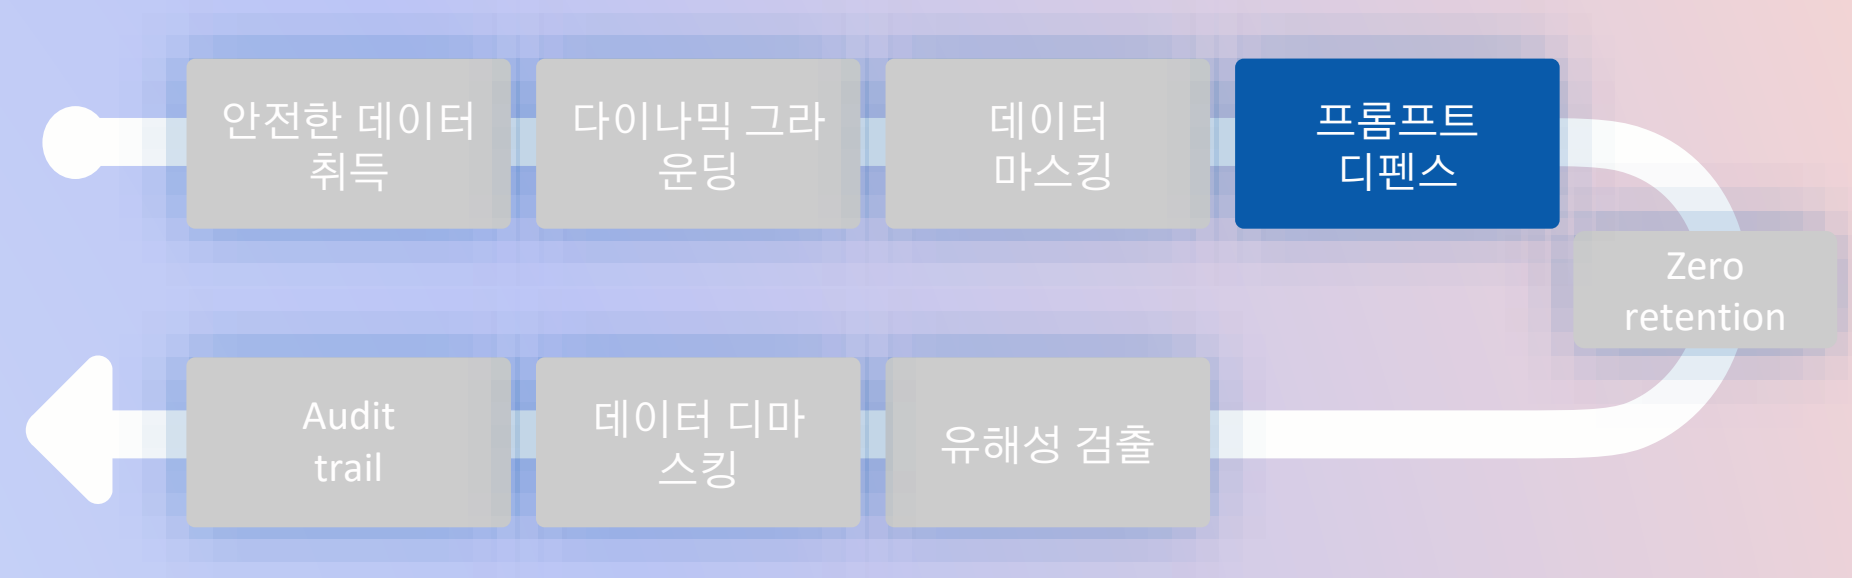 안전한 데이터
취득
다이나믹 그라
운딩
데이터
마스킹
프롬프트
디펜스
Zero
retention
유해성 검출
데이터 디마
스킹
Audit
trail